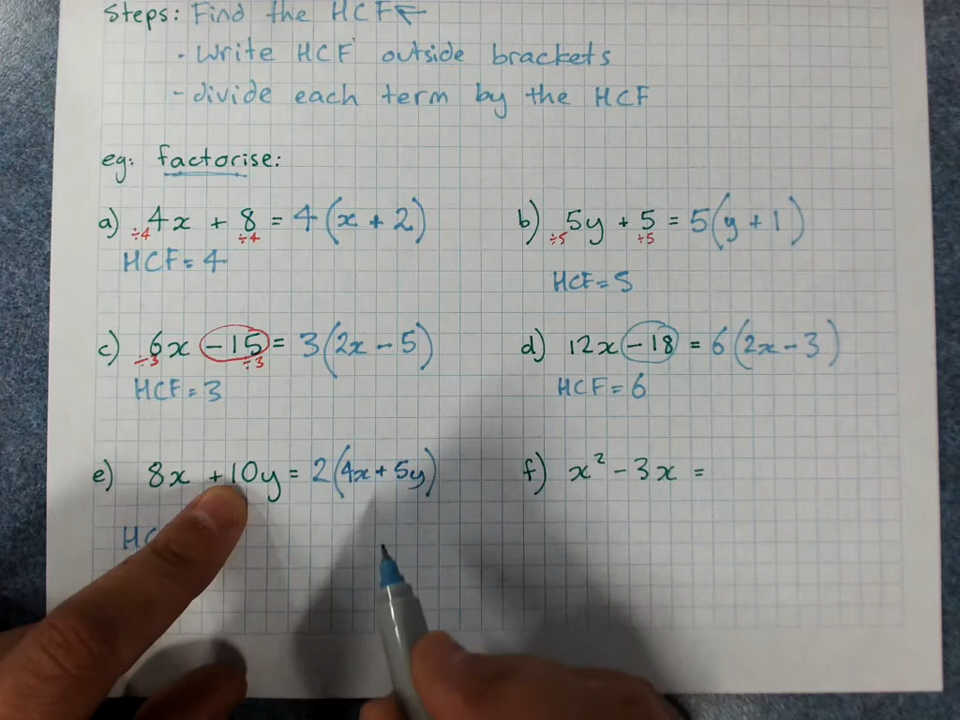 Steps: Find the HCF ←
· Write HCF outside brackets
- divide each term by the HCF
eg: factorise:
a) 4x + 8 = 4(x + 2)
÷4 ÷4
HCF = 4
b) 5y + 5 = 5(y + 1)
÷5 ÷5
HCF = 5
c) 6x - 15 = 3(2x - 5)
÷3 ÷3
HCF = 3
d) 12x - 18 = 6(2x - 3)
HCF = 6
e) 8x + 10y = 2(4x + 5y)
f) x² - 3x =